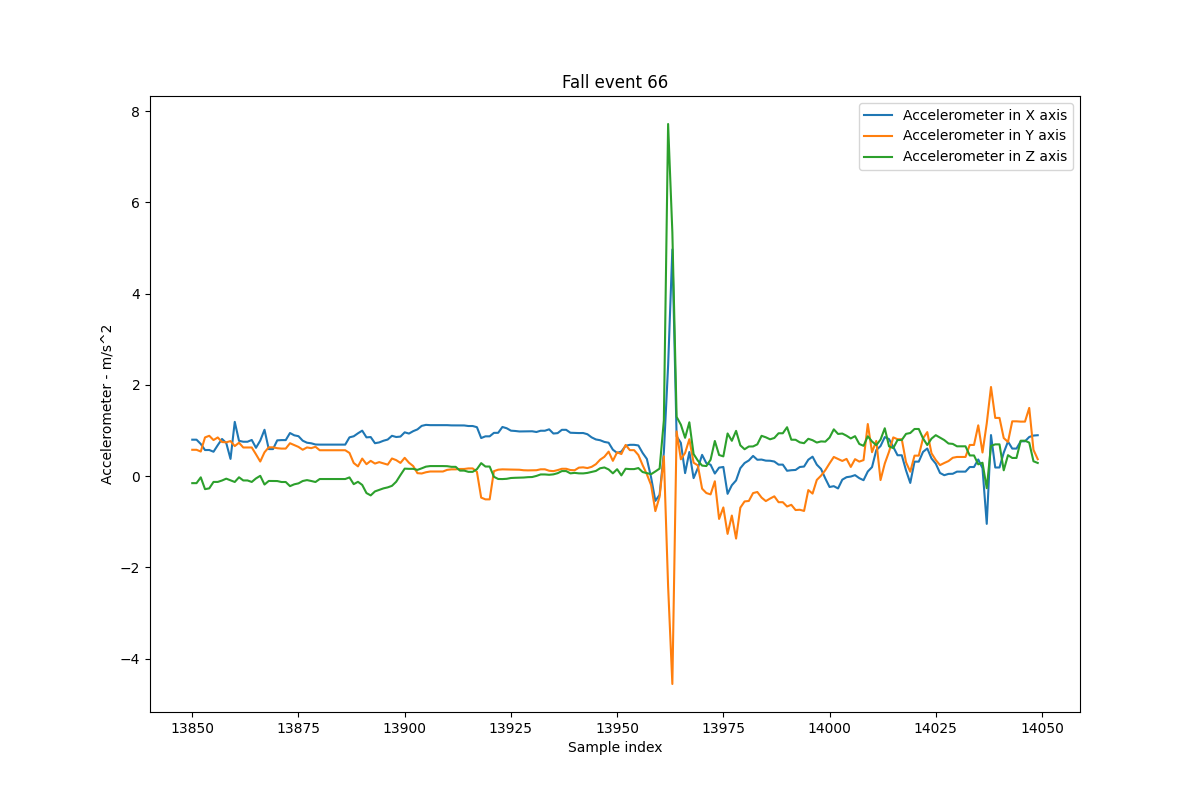 Fall event 66
Accelerometer in X axis
Accelerometer in Y axis
Accelerometer in Z axis
8
6
4
2
0
−2
−4
Accelerometer - m/s^2
13850 13875 13900 13925 13950 13975 14000 14025 14050
Sample index